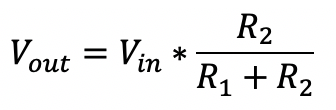 V_out = V_in * R_2 / (R_1 + R_2)